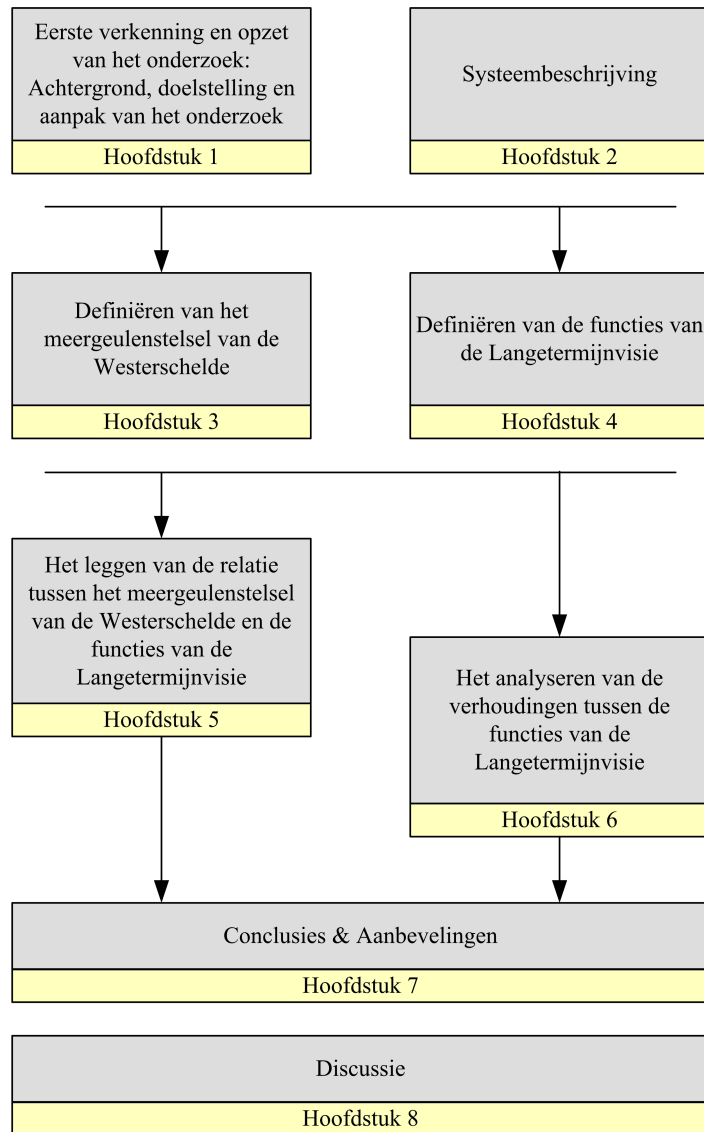 Eerste verkenning en opzet
van het onderzoek:
Achtergrond, doelstelling en
aanpak van het onderzoek
Hoofdstuk 1
Systeembeschrijving
Hoofdstuk 2
Definiëren van het
meergeulenstelsel van de
Westerschelde
Hoofdstuk 3
Definiëren van de functies van
de Langetermijnvisie
Hoofdstuk 4
Het leggen van de relatie
tussen het meergeulenstelsel
van de Westerschelde en de
functies van de
Langetermijnvisie
Hoofdstuk 5
Het analyseren van de
verhoudingen tussen de
functies van de
Langetermijnvisie
Hoofdstuk 6
Conclusies & Aanbevelingen
Hoofdstuk 7
Discussie
Hoofdstuk 8